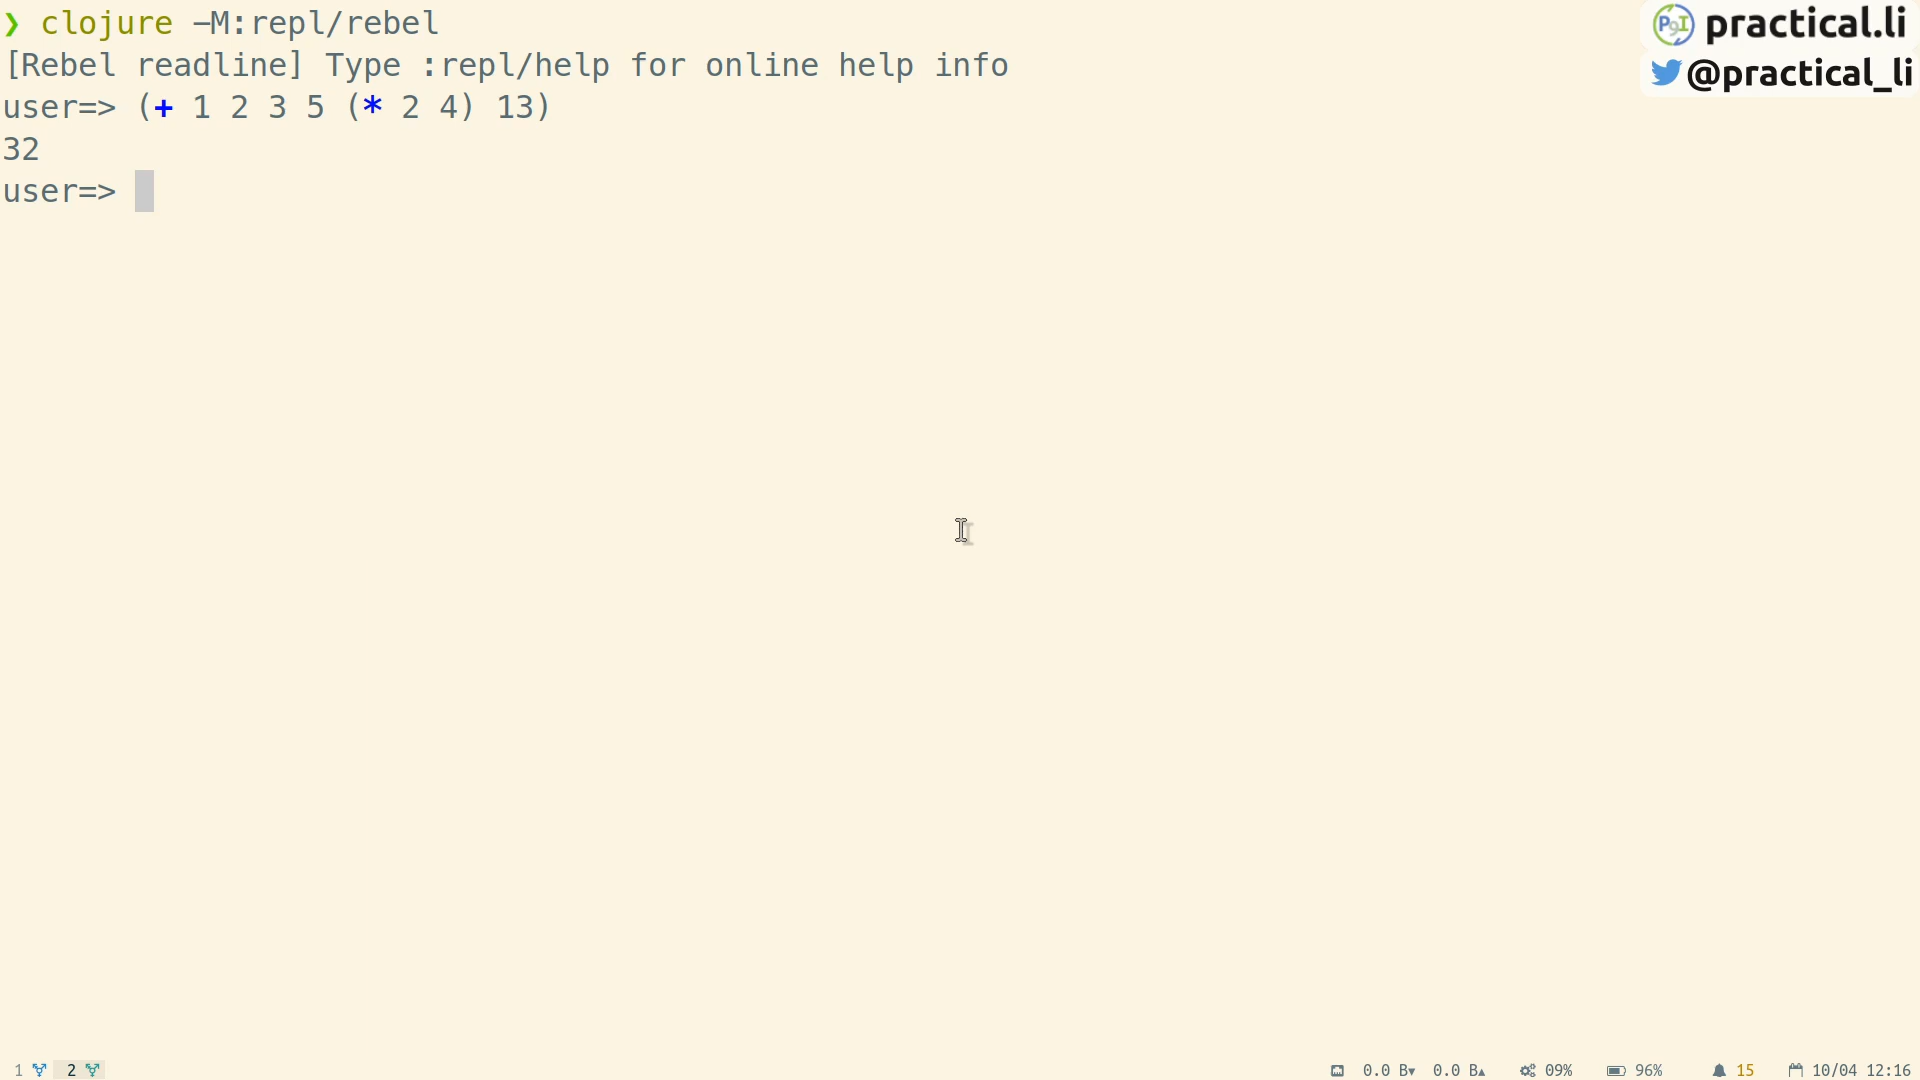 ❯ clojure -M:repl/rebel
[Rebel readline] Type :repl/help for online help info
user=> (+ 1 2 3 5 (* 2 4) 13)
32
user=>
practical.li
@practical_li
1 2 0.0 B▾ 0.0 B▴ 09% 96% 15 10/04 12:16